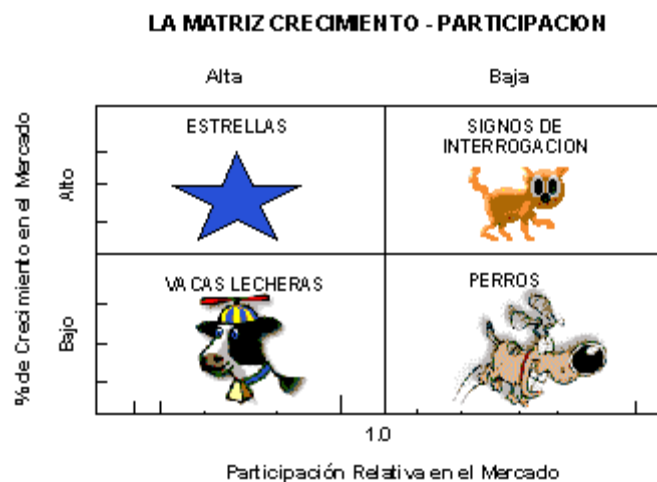 LA MATRIZ CRECIMIENTO - PARTICIPACION
Alta
Baja
% de Crecimiento en el Mercado
Alto
Bajo
ESTRELLAS
SIGNOS DE
INTERROGACION
VACAS LECHERAS
PERROS
1.0
Participación Relativa en el Mercado